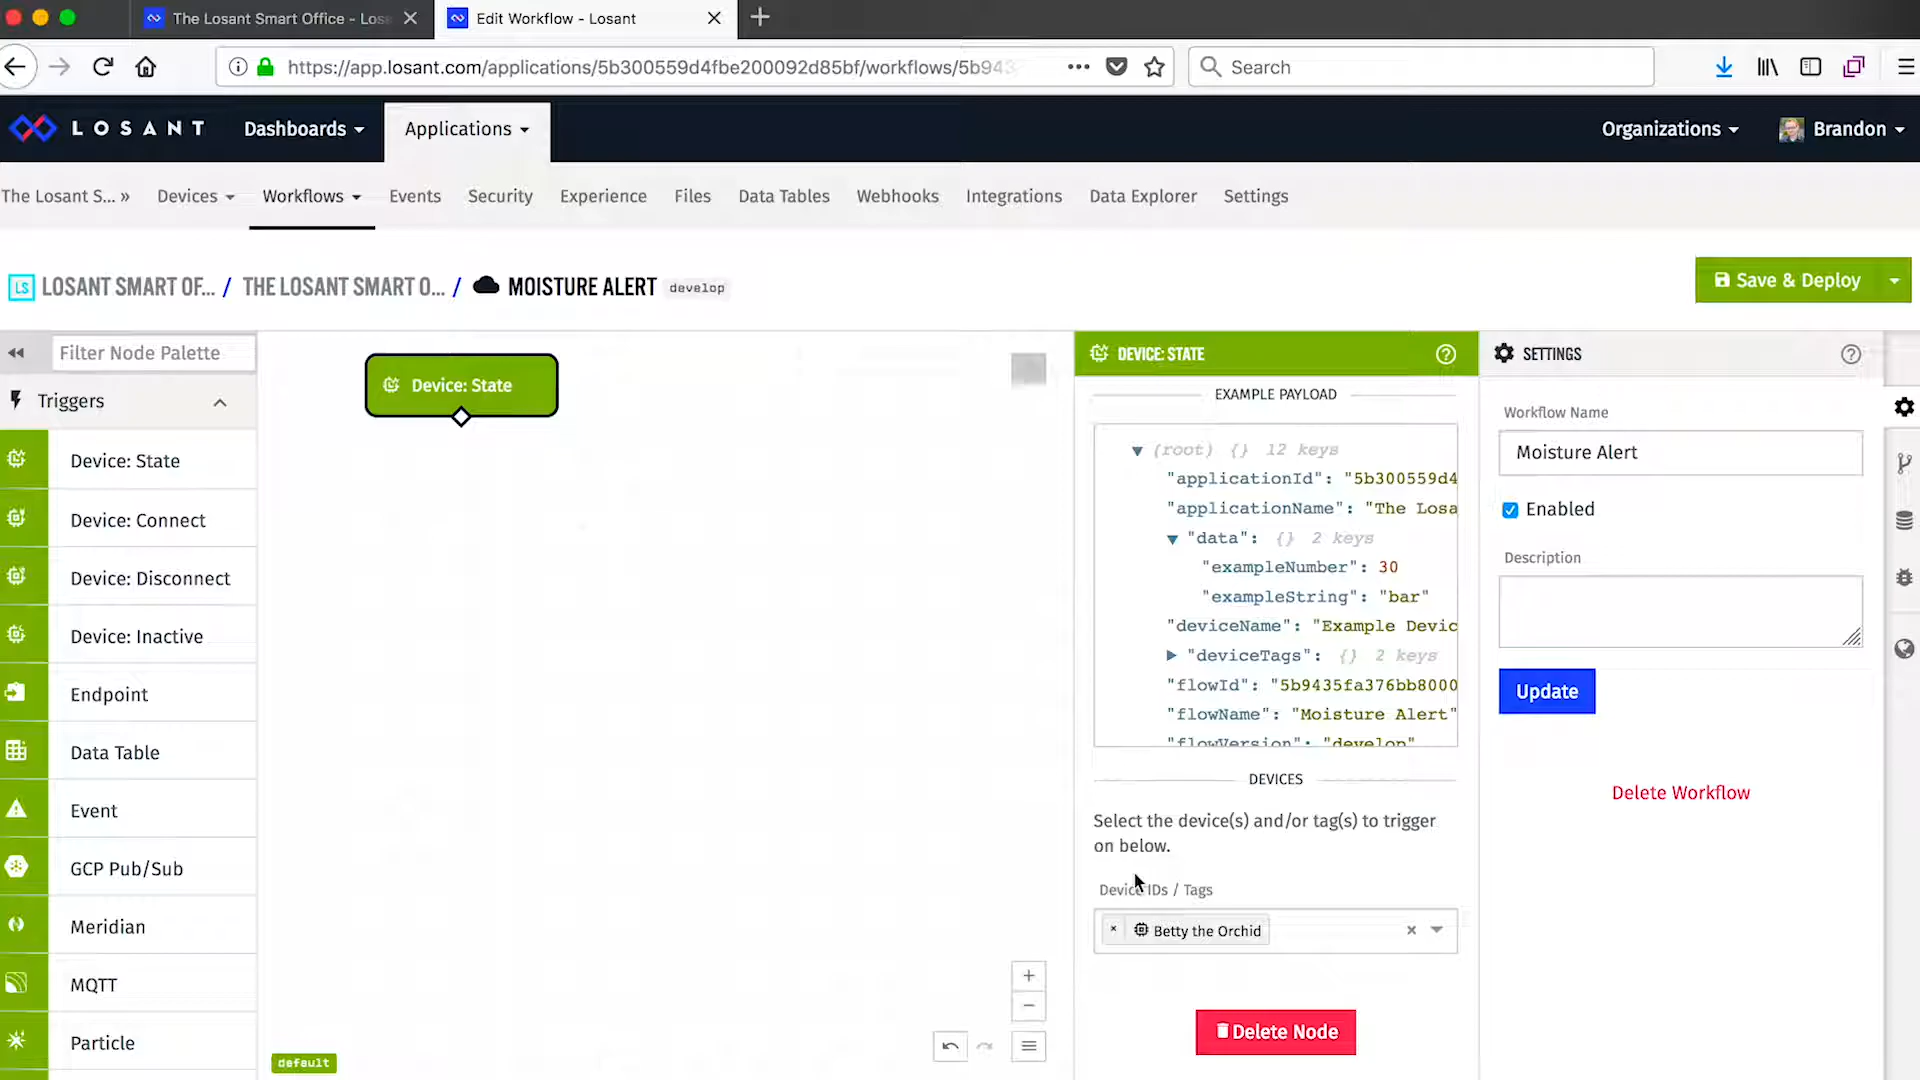 The Losant Smart Office - Los
Edit Workflow - Losant
https://app.losant.com/applications/5b300559d4fbe200092d85bf/workflows/5b943
Search
LOSANT
Dashboards
Applications
Organizations
Brandon
The Losant S... »
Devices
Workflows
Events
Security
Experience
Files
Data Tables
Webhooks
Integrations
Data Explorer
Settings
LS LOSANT SMART OF... / THE LOSANT SMART O... / MOISTURE ALERT develop
Save & Deploy
Filter Node Palette
Triggers
Device: State
Device: Connect
Device: Disconnect
Device: Inactive
Endpoint
Data Table
Event
GCP Pub/Sub
Meridian
MQTT
Particle
Device: State
default
DEVICE: STATE
EXAMPLE PAYLOAD
(root) {} 12 keys
"applicationId": "5b300559d4
"applicationName": "The Losa
"data": {} 2 keys
"exampleNumber": 30
"exampleString": "bar"
"deviceName": "Example Devic
"deviceTags": {} 2 keys
"flowId": "5b9435fa376bb8000
"flowName": "Moisture Alert"
"flowVersion": "develop"
DEVICES
Select the device(s) and/or tag(s) to trigger
on below.
Device IDs / Tags
× Betty the Orchid ×
Delete Node
SETTINGS
Workflow Name
Moisture Alert
Enabled
Description
Update
Delete Workflow